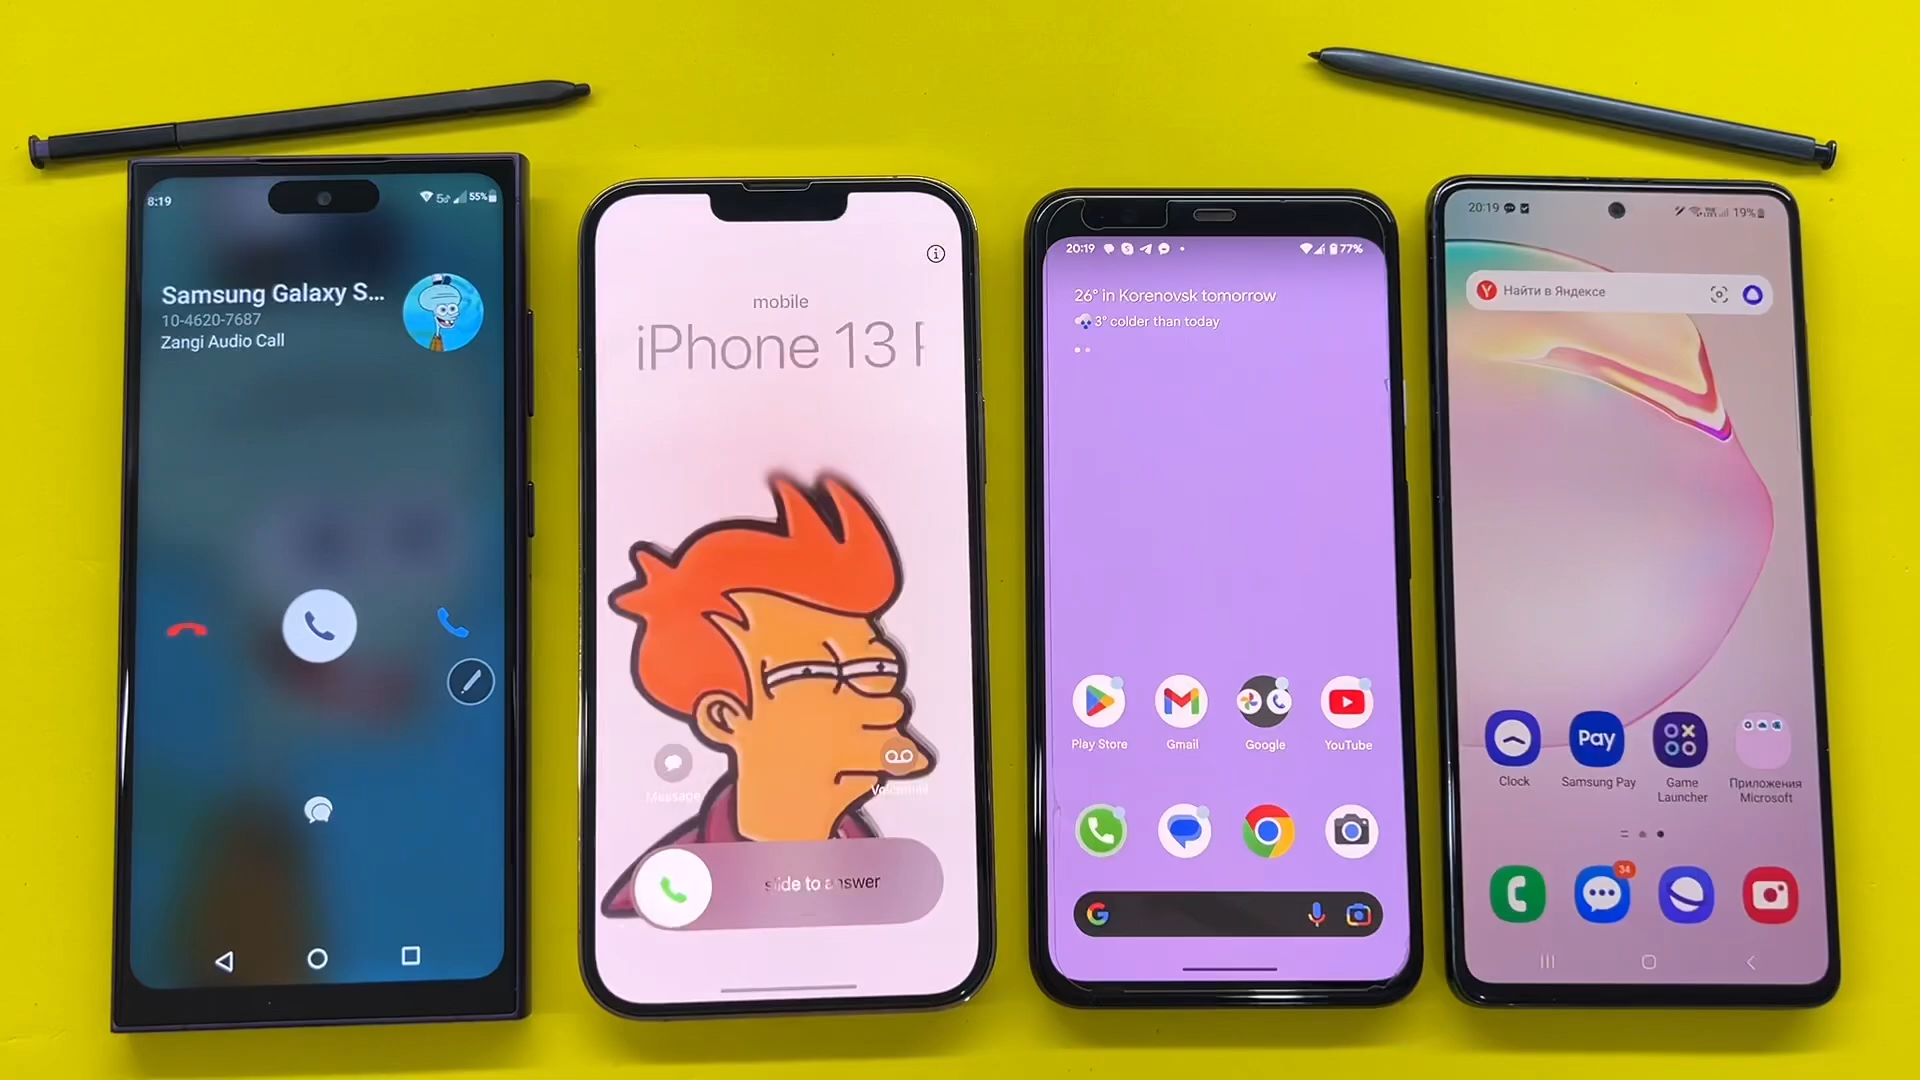 8:19
55%
Samsung Galaxy S...
10-4620-7687
Zangi Audio Call
mobile
iPhone 13
Message
Voicemail
slide to answer
20:19
77%
26° in Korenovsk tomorrow
3° colder than today
Play Store
Gmail
Google
YouTube
20:19
19%
Найти в Яндексе
Pay
Clock
Samsung Pay
Game
Launcher
Приложения
Microsoft
34